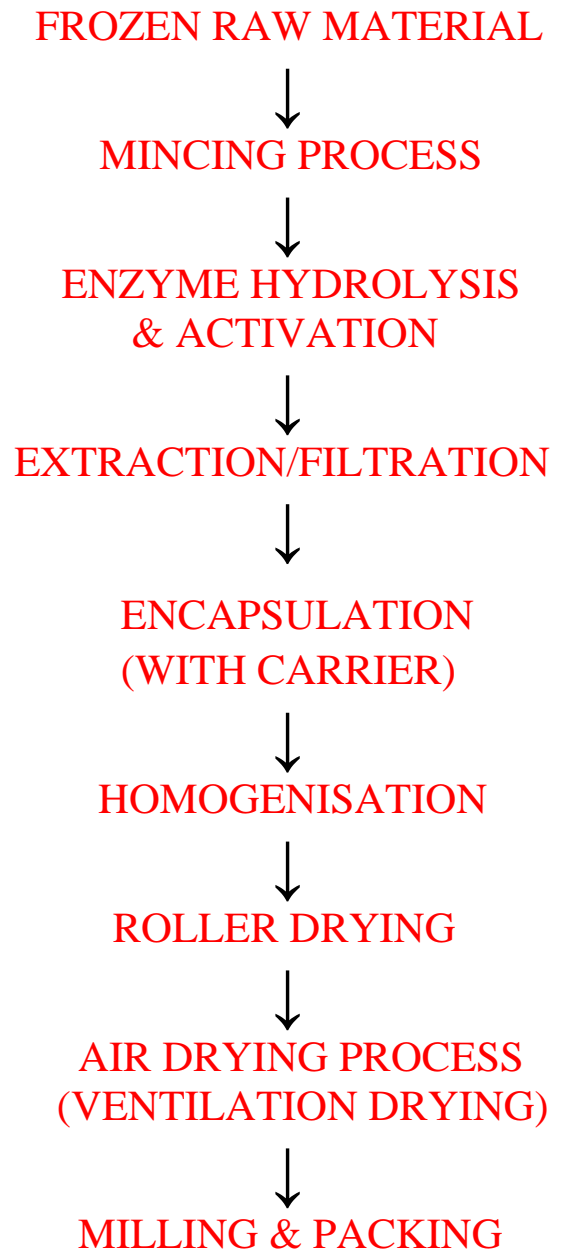 FROZEN RAW MATERIAL
MINCING PROCESS
ENZYME HYDROLYSIS
& ACTIVATION
EXTRACTION/FILTRATION
ENCAPSULATION
(WITH CARRIER)
HOMOGENISATION
ROLLER DRYING
AIR DRYING PROCESS
(VENTILATION DRYING)
MILLING & PACKING